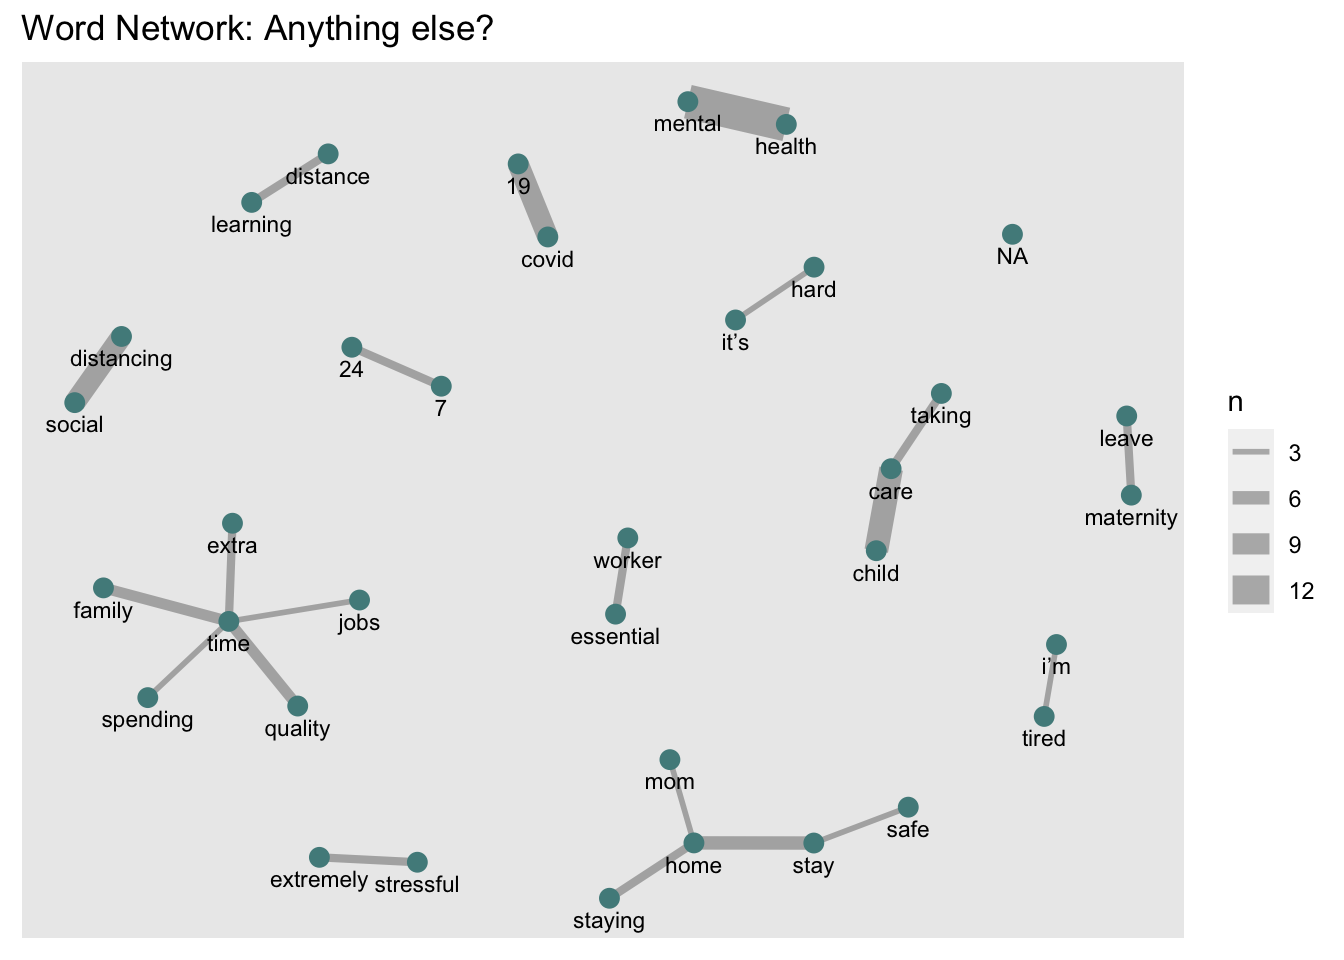 Word Network: Anything else?
mental
health
distance
19
learning
covid
NA
hard
it’s
distancing
24
7
social
taking
leave
care
maternity
extra
worker
child
family
jobs
time
essential
i’m
spending
quality
tired
mom
safe
home
stay
extremely
stressful
staying
n
3
6
9
12